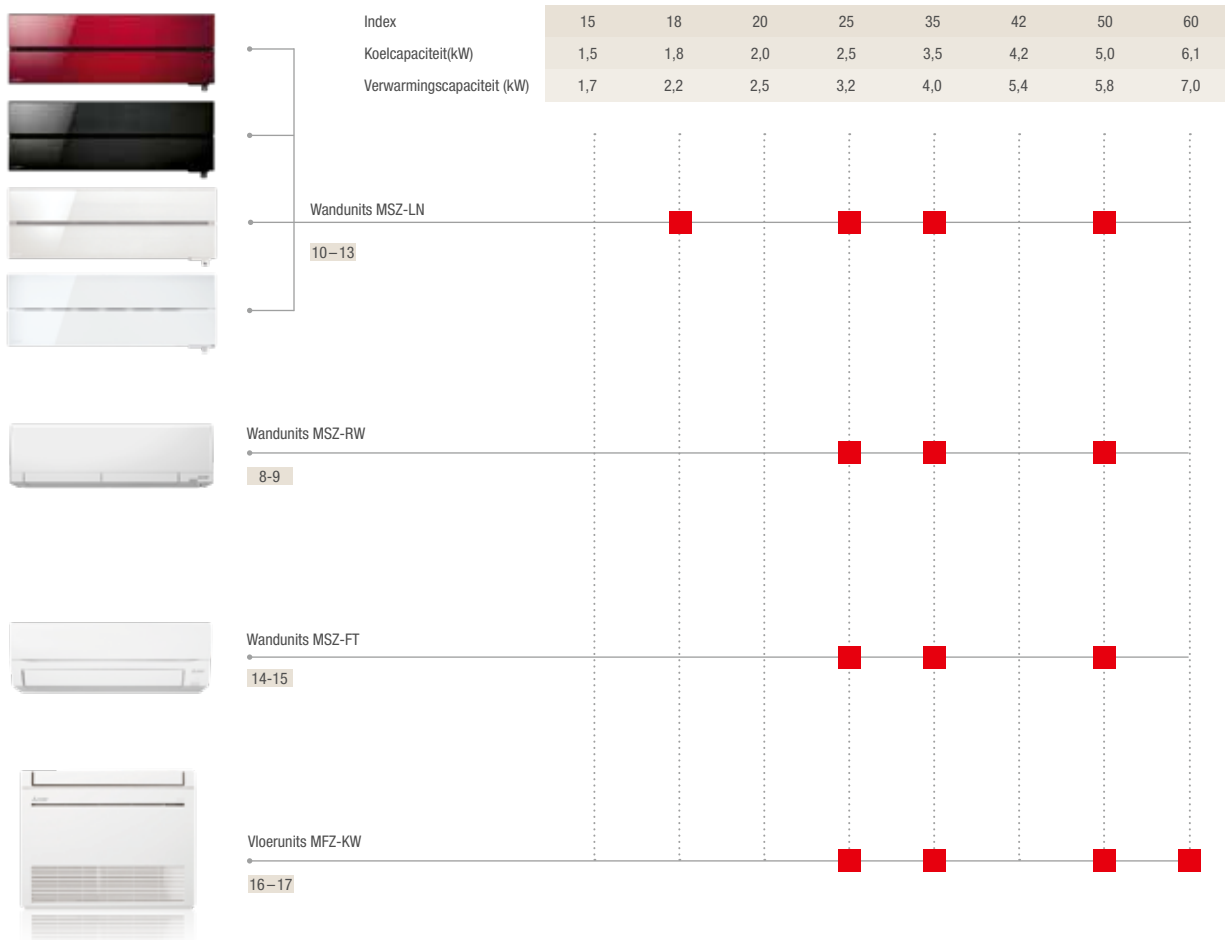 Index 15 18 20 25 35 42 50 60
Koelcapaciteit(kW) 1,5 1,8 2,0 2,5 3,5 4,2 5,0 6,1
Verwarmingscapaciteit (kW) 1,7 2,2 2,5 3,2 4,0 5,4 5,8 7,0
Wandunits MSZ-LN
10–13
Wandunits MSZ-RW
8-9
Wandunits MSZ-FT
14-15
Vloerunits MFZ-KW
16–17